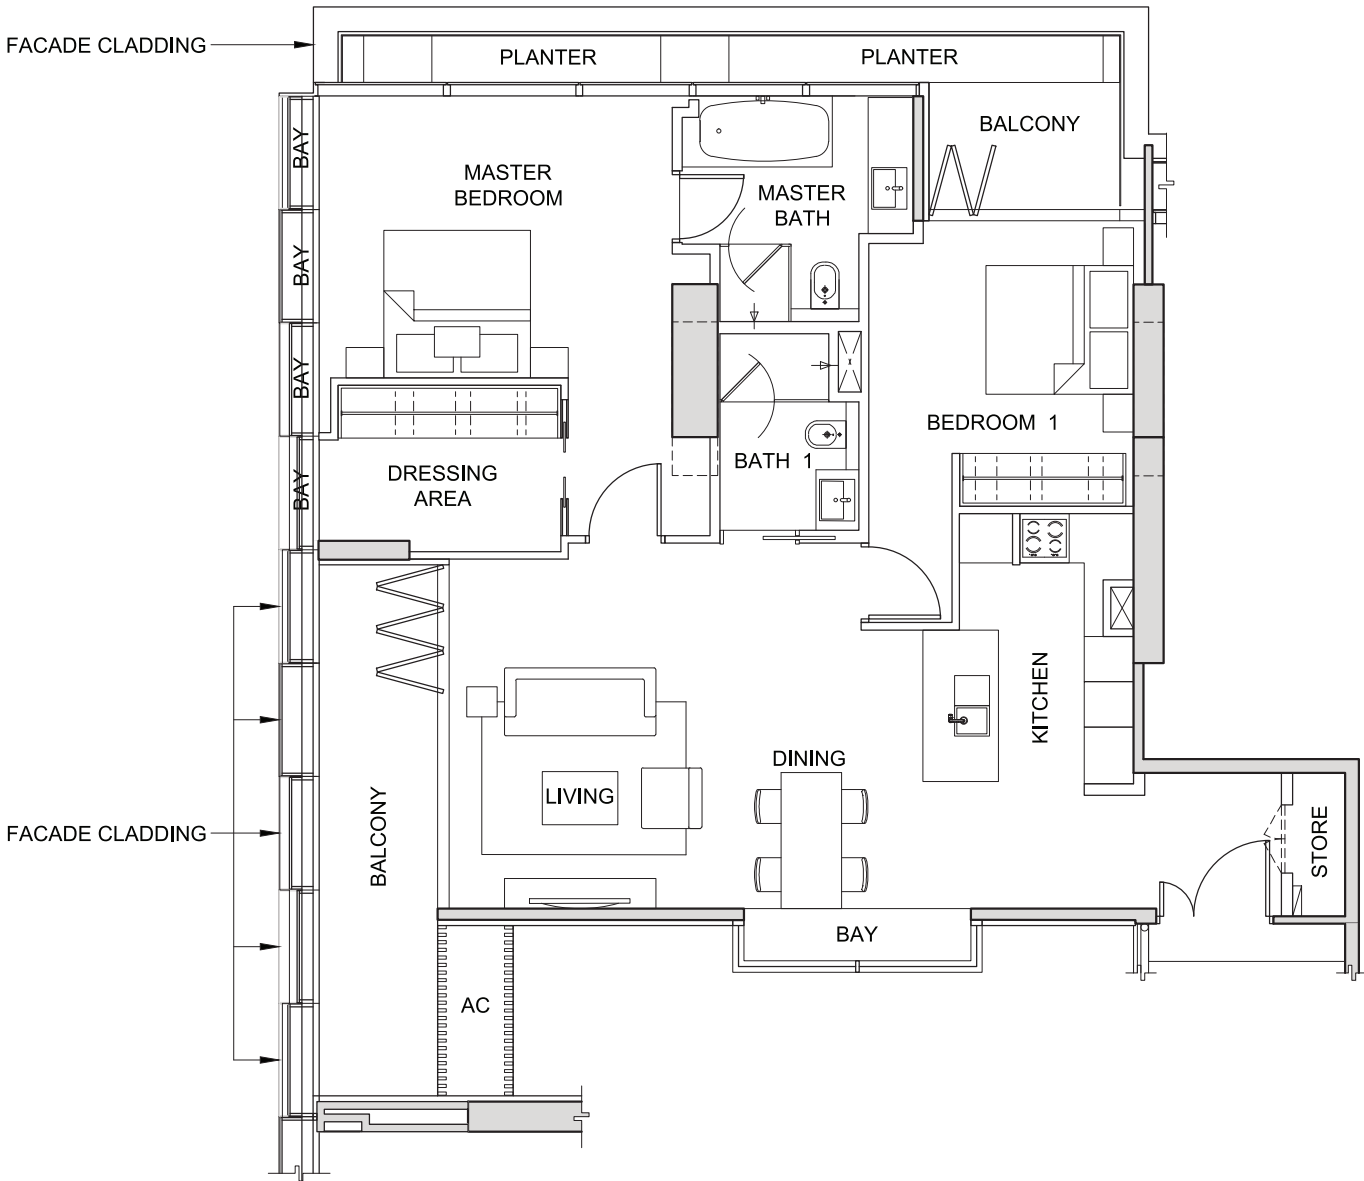 FACADE CLADDING
PLANTER
PLANTER
BALCONY
BAY
MASTER
BEDROOM
MASTER
BATH
BAY
BAY
BEDROOM 1
BATH 1
DRESSING
AREA
BAY
KITCHEN
DINING
LIVING
FACADE CLADDING
BALCONY
STORE
BAY
AC